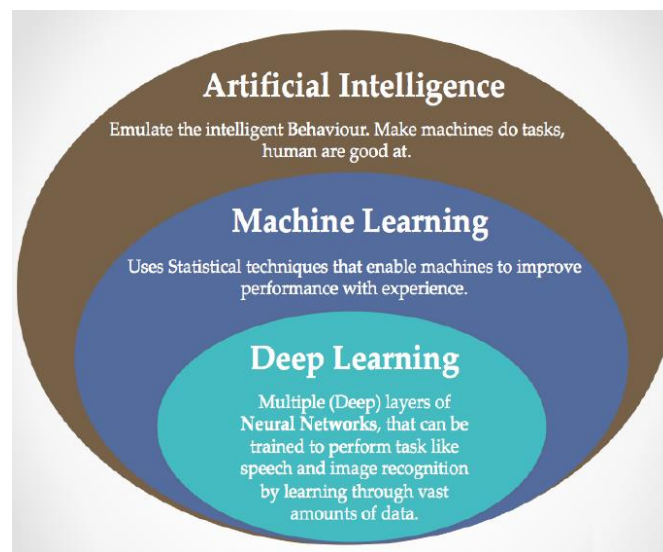 Artificial Intelligence
Emulate the intelligent Behaviour. Make machines do tasks,
human are good at.
Machine Learning
Uses Statistical techniques that enable machines to improve
performance with experience.
Deep Learning
Multiple (Deep) layers of
Neural Networks, that can be
trained to perform task like
speech and image recognition
by learning through vast
amounts of data.